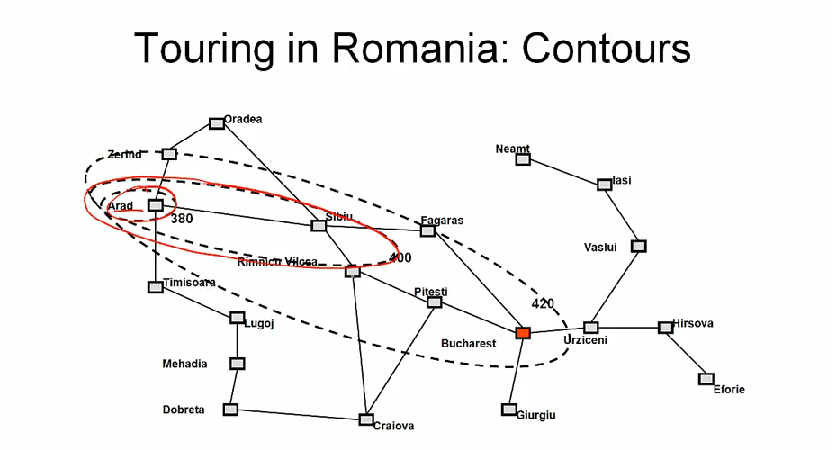 Touring in Romania: Contours
Oradea
Zerind
Neamt
Iasi
Arad
380
Sibiu
Fagaras
Vaslui
Rimnicu Vilcea
400
Timisoara
Pitesti
420
Lugoj
Bucharest
Urziceni
Hirsova
Mehadia
Eforie
Dobreta
Craiova
Giurgiu